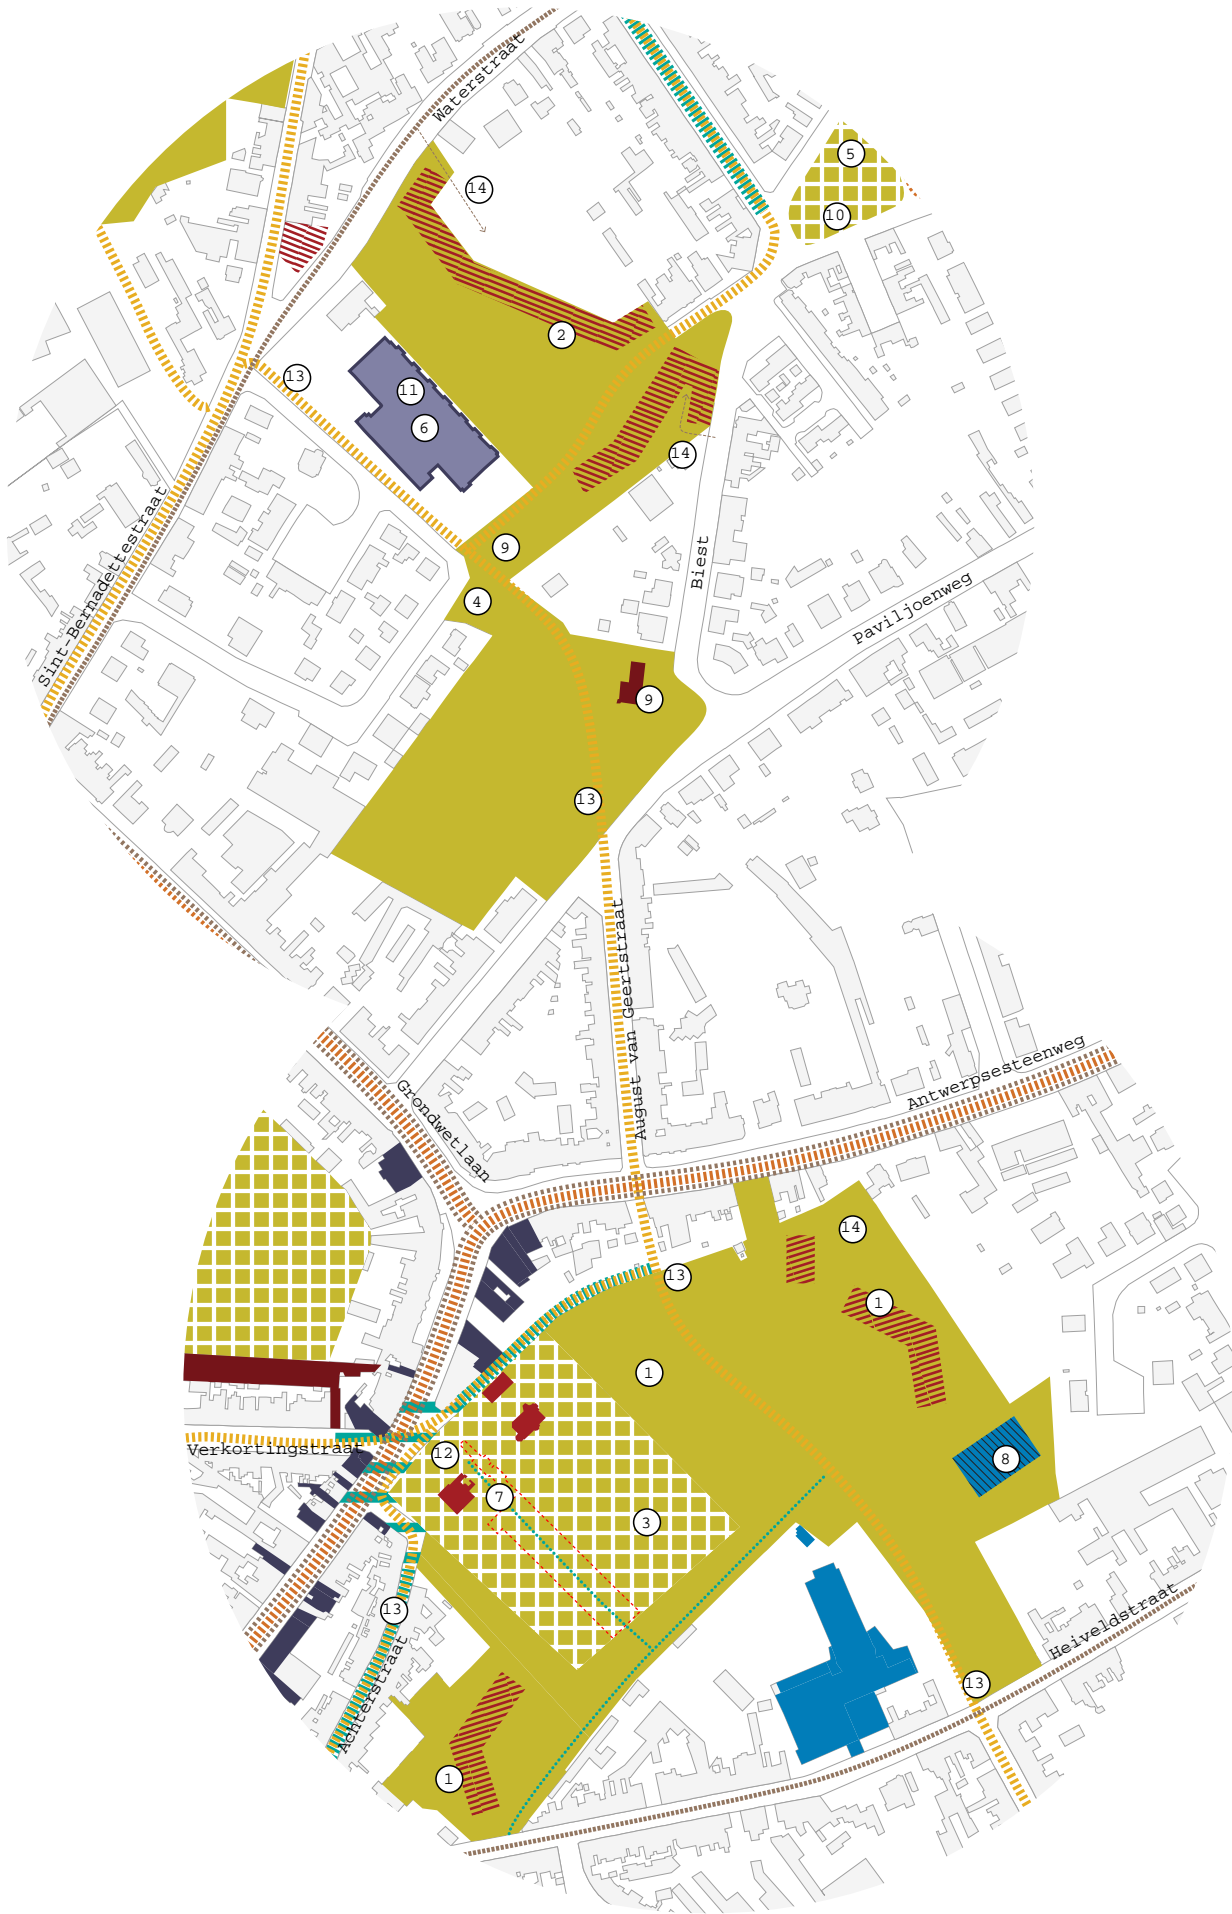 Waterstraat
5
14
10
2
13
11
6
14
Sint-Bernadettestraat
9
Biest
4
Paviljoenweg
9
13
August van Geertstraat
Antwerpsesteenweg
Grondwetlaan
14
13
1
1
Verkortingstraat
12
8
7
3
13
Heiveldstraat
Achterstraat
13
1